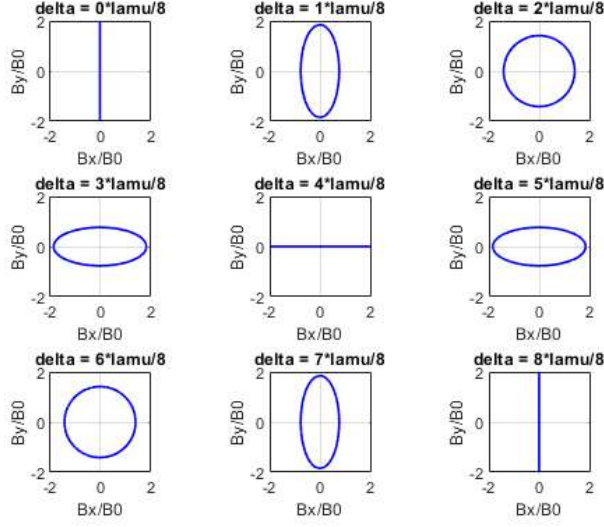 delta = 0*lamu/8
delta = 1*lamu/8
delta = 2*lamu/8
2
0
-2
By/B0
-2 0 2
Bx/B0
2
0
-2
By/B0
-2 0 2
Bx/B0
2
0
-2
By/B0
-2 0 2
Bx/B0
delta = 3*lamu/8
delta = 4*lamu/8
delta = 5*lamu/8
2
0
-2
By/B0
-2 0 2
Bx/B0
2
0
-2
By/B0
-2 0 2
Bx/B0
2
0
-2
By/B0
-2 0 2
Bx/B0
delta = 6*lamu/8
delta = 7*lamu/8
delta = 8*lamu/8
2
0
-2
By/B0
-2 0 2
Bx/B0
2
0
-2
By/B0
-2 0 2
Bx/B0
2
0
-2
By/B0
-2 0 2
Bx/B0